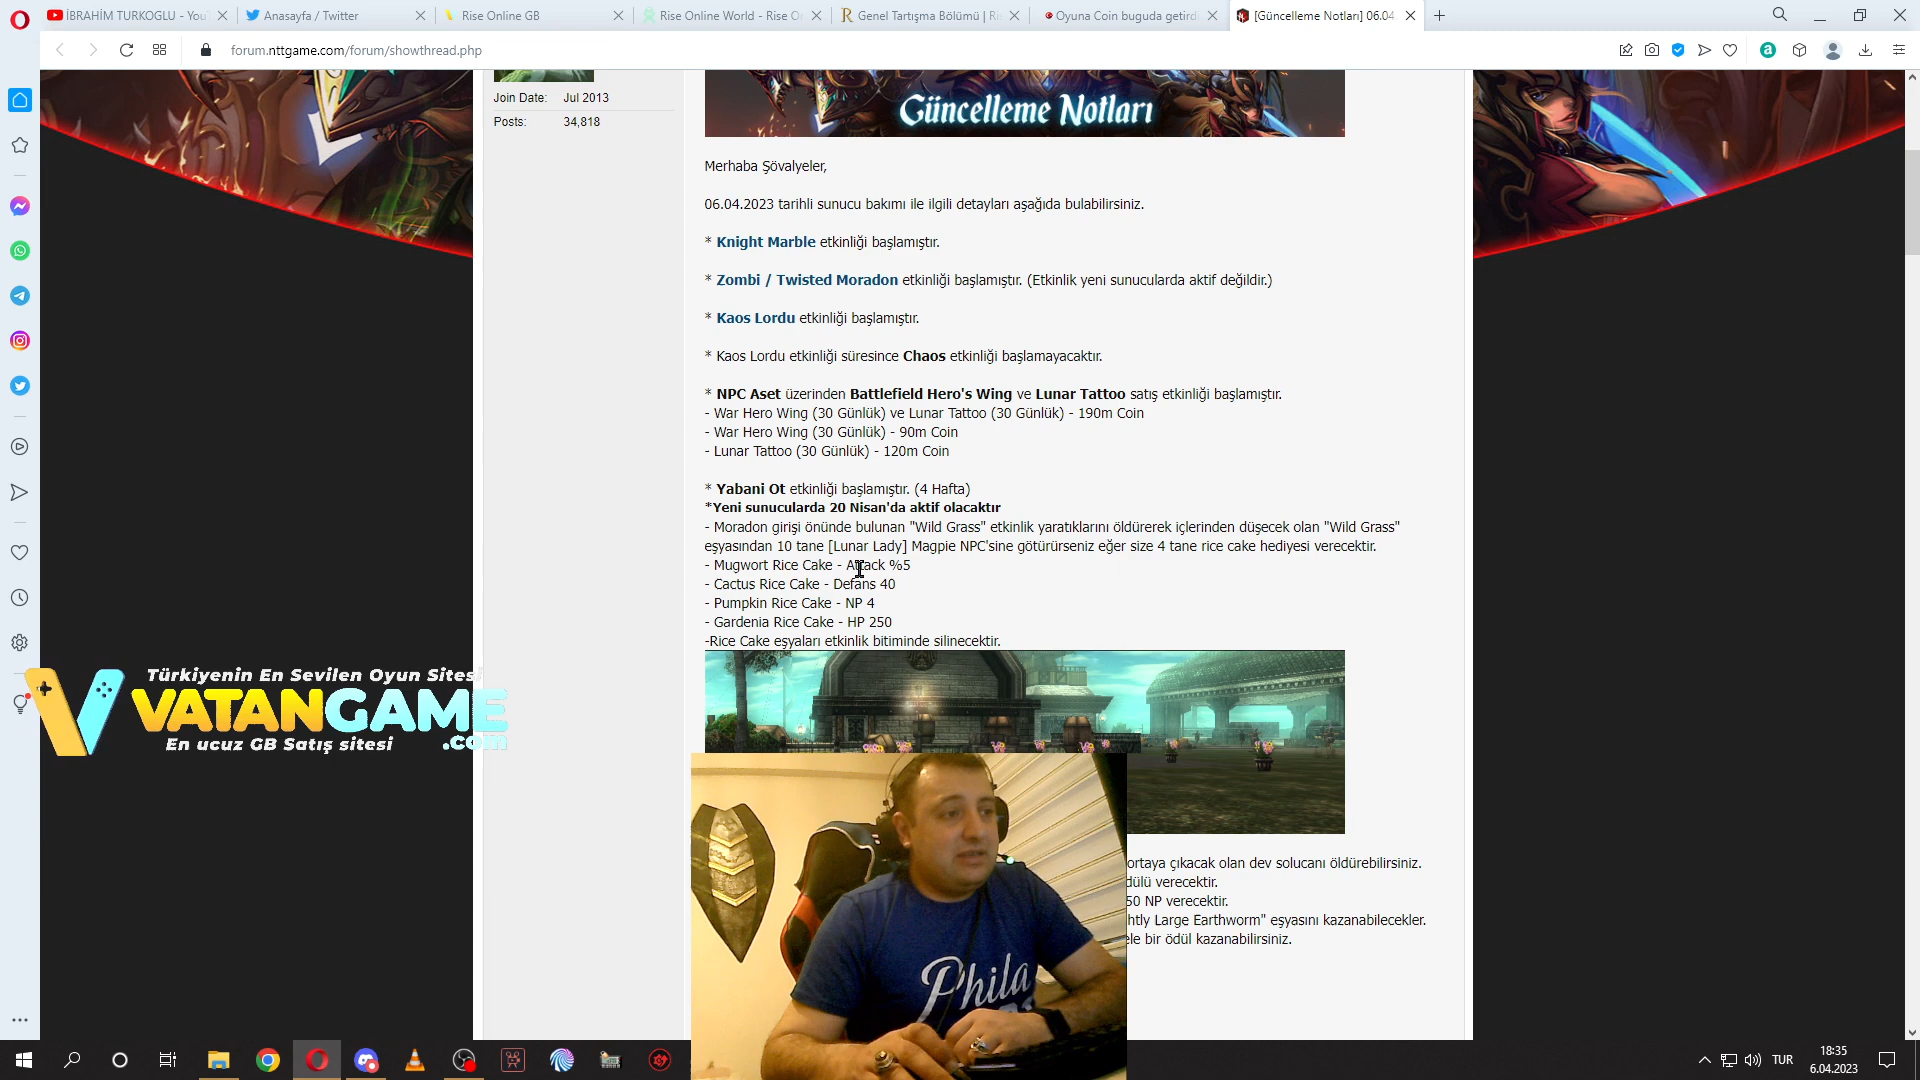 İBRAHİM TURKOGLU - You
Anasayfa / Twitter
Rise Online GB
Rise Online World - Rise O
Genel Tartışma Bölümü | Ri
Oyuna Coin buguda getirdi
[Güncelleme Notları] 06.04.
forum.nttgame.com/forum/showthread.php
Join Date: Jul 2013
Posts: 34,818
Güncelleme Notları
Merhaba Şövalyeler,
06.04.2023 tarihli sunucu bakımı ile ilgili detayları aşağıda bulabilirsiniz.
* Knight Marble etkinliği başlamıştır.
* Zombi / Twisted Moradon etkinliği başlamıştır. (Etkinlik yeni sunucularda aktif değildir.)
* Kaos Lordu etkinliği başlamıştır.
* Kaos Lordu etkinliği süresince Chaos etkinliği başlamayacaktır.
* NPC Aset üzerinden Battlefield Hero's Wing ve Lunar Tattoo satış etkinliği başlamıştır.
- War Hero Wing (30 Günlük) ve Lunar Tattoo (30 Günlük) - 190m Coin
- War Hero Wing (30 Günlük) - 90m Coin
- Lunar Tattoo (30 Günlük) - 120m Coin
* Yabani Ot etkinliği başlamıştır. (4 Hafta)
*Yeni sunucularda 20 Nisan'da aktif olacaktır
- Moradon girişi önünde bulunan "Wild Grass" etkinlik yaratıklarını öldürerek içlerinden düşecek olan "Wild Grass"
eşyasından 10 tane [Lunar Lady] Magpie NPC'sine götürürseniz eğer size 4 tane rice cake hediyesi verecektir.
- Mugwort Rice Cake - Attack %5
- Cactus Rice Cake - Defans 40
- Pumpkin Rice Cake - NP 4
- Gardenia Rice Cake - HP 250
-Rice Cake eşyaları etkinlik bitiminde silinecektir.
Türkiyenin En Sevilen Oyun Sitesi
VATANGAME
En ucuz GB Satış sitesi .com
ortaya çıkacak olan dev solucanı öldürebilirsiniz.
dülü verecektir.
50 NP verecektir.
htly Large Earthworm" eşyasını kazanabilecekler.
ele bir ödül kazanabilirsiniz.
Phila
TUR
18:35
6.04.2023